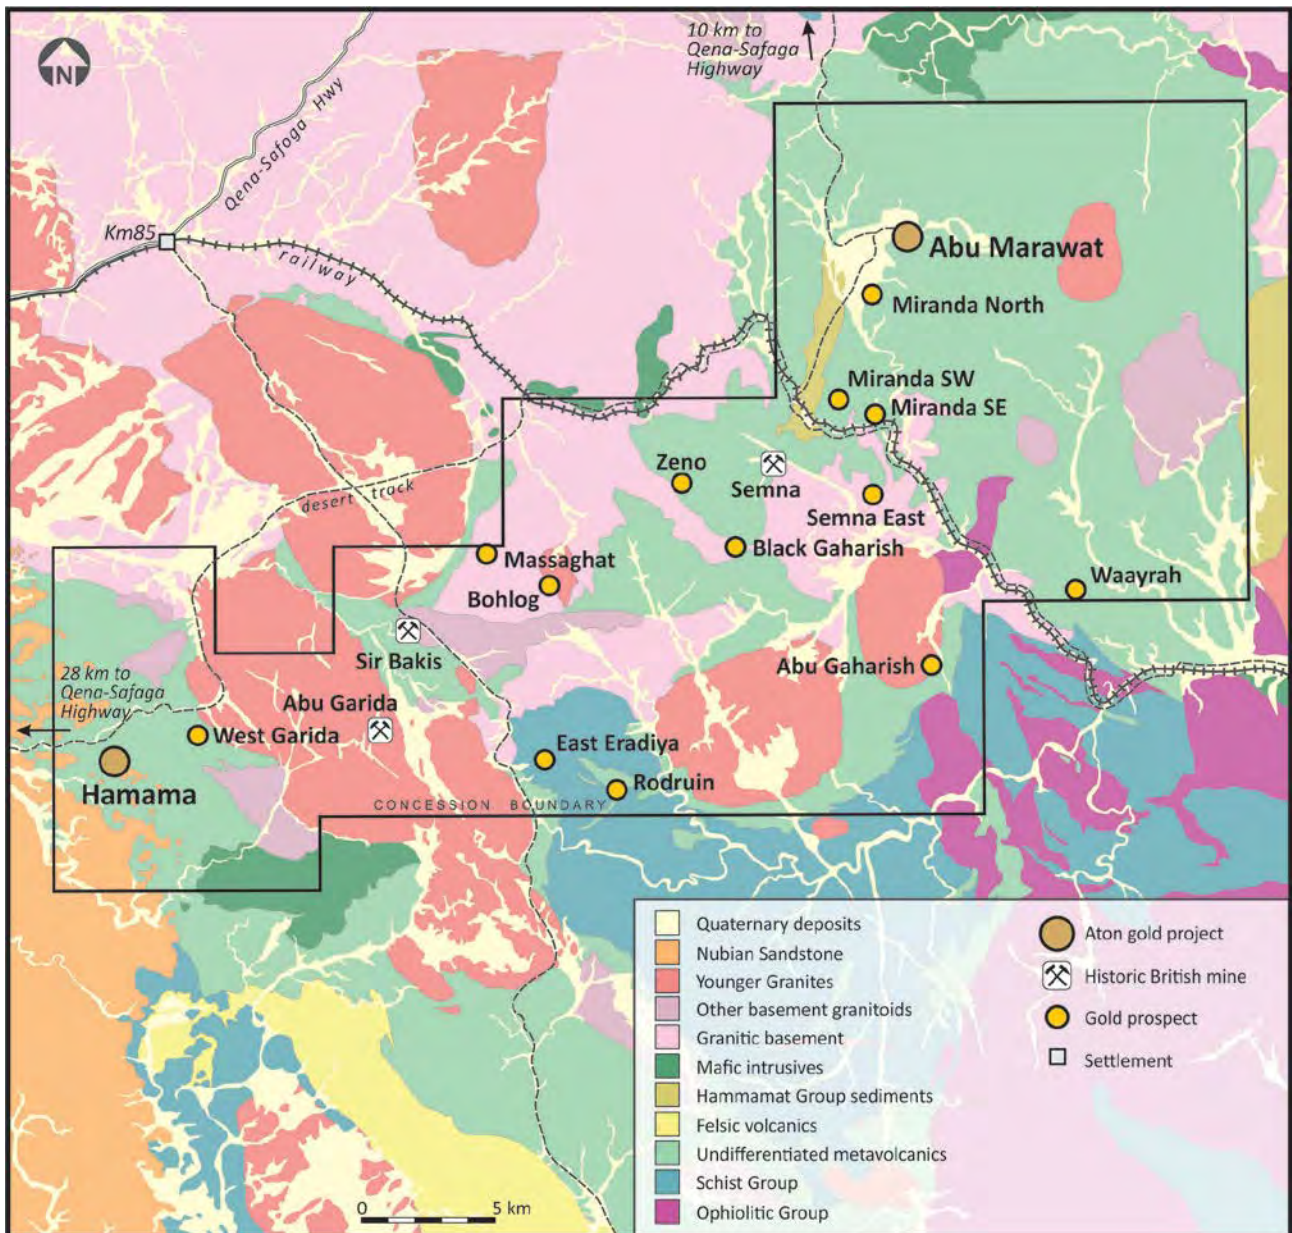 10 km to
Qena-Safaga
Highway
N
Qena-Safoga Hwy
Km85
railway
Abu Marawat
Miranda North
Miranda SW
Miranda SE
Zeno
Semna
desert track
Semna East
Black Gaharish
Massaghat
Waayrah
Bohlog
Sir Bakis
Abu Gaharish
28 km to
Qena-Safaga
Highway
Abu Garida
West Garida
East Eradiya
Rodruin
Hamama
CONCESSION BOUNDARY
Quaternary deposits
Nubian Sandstone
Younger Granites
Other basement granitoids
Granitic basement
Mafic intrusives
Hammamat Group sediments
Felsic volcanics
Undifferentiated metavolcanics
Schist Group
Ophiolitic Group
Aton gold project
Historic British mine
Gold prospect
Settlement
0 5 km